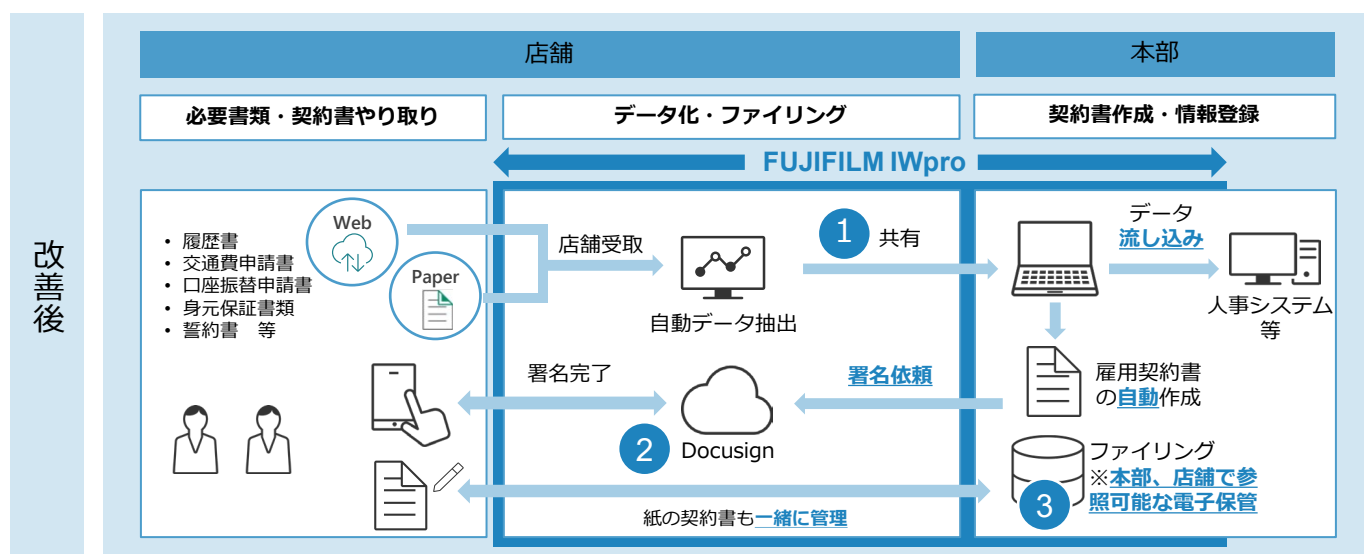 改善後
店舗
本部
必要書類・契約書やり取り
データ化・ファイリング
契約書作成・情報登録
FUJIFILM IWpro
• 履歴書
• 交通費申請書
• 口座振替申請書
• 身元保証書類
• 誓約書　等
Web
Paper
店舗受取
自動データ抽出
1
共有
データ
流し込み
人事システム
等
署名完了
2
Docusign
署名依頼
雇用契約書
の自動作成
紙の契約書も一緒に管理
3
ファイリング
※本部、店舗で参
照可能な電子保管